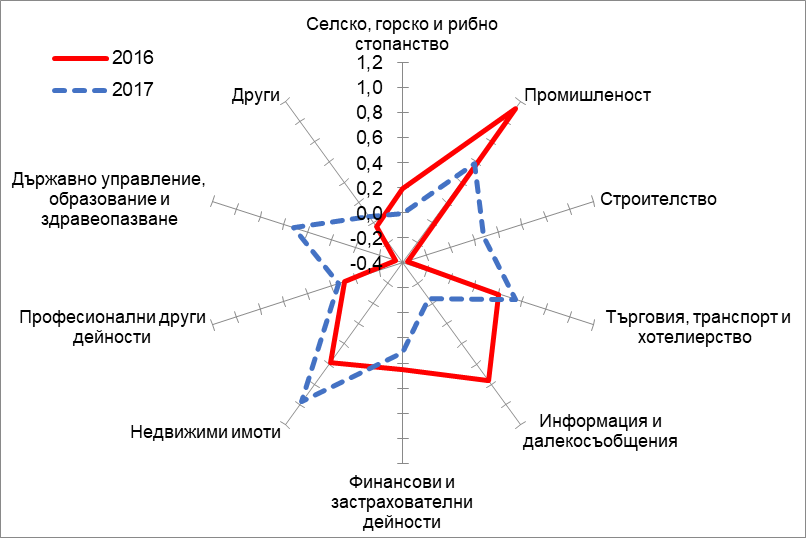 Селско, горско и рибно
стопанство
2016
2017
1,2
1,0
0,8
0,6
0,4
0,2
0,0
-0,2
-0,4
Промишленост
Строителство
Търговия, транспорт и
хотелиерство
Информация и
далекосъобщения
Финансови и
застрахователни
дейности
Недвижими имоти
Професионални други
дейности
Държавно управление,
образование и
здравеопазване
Други